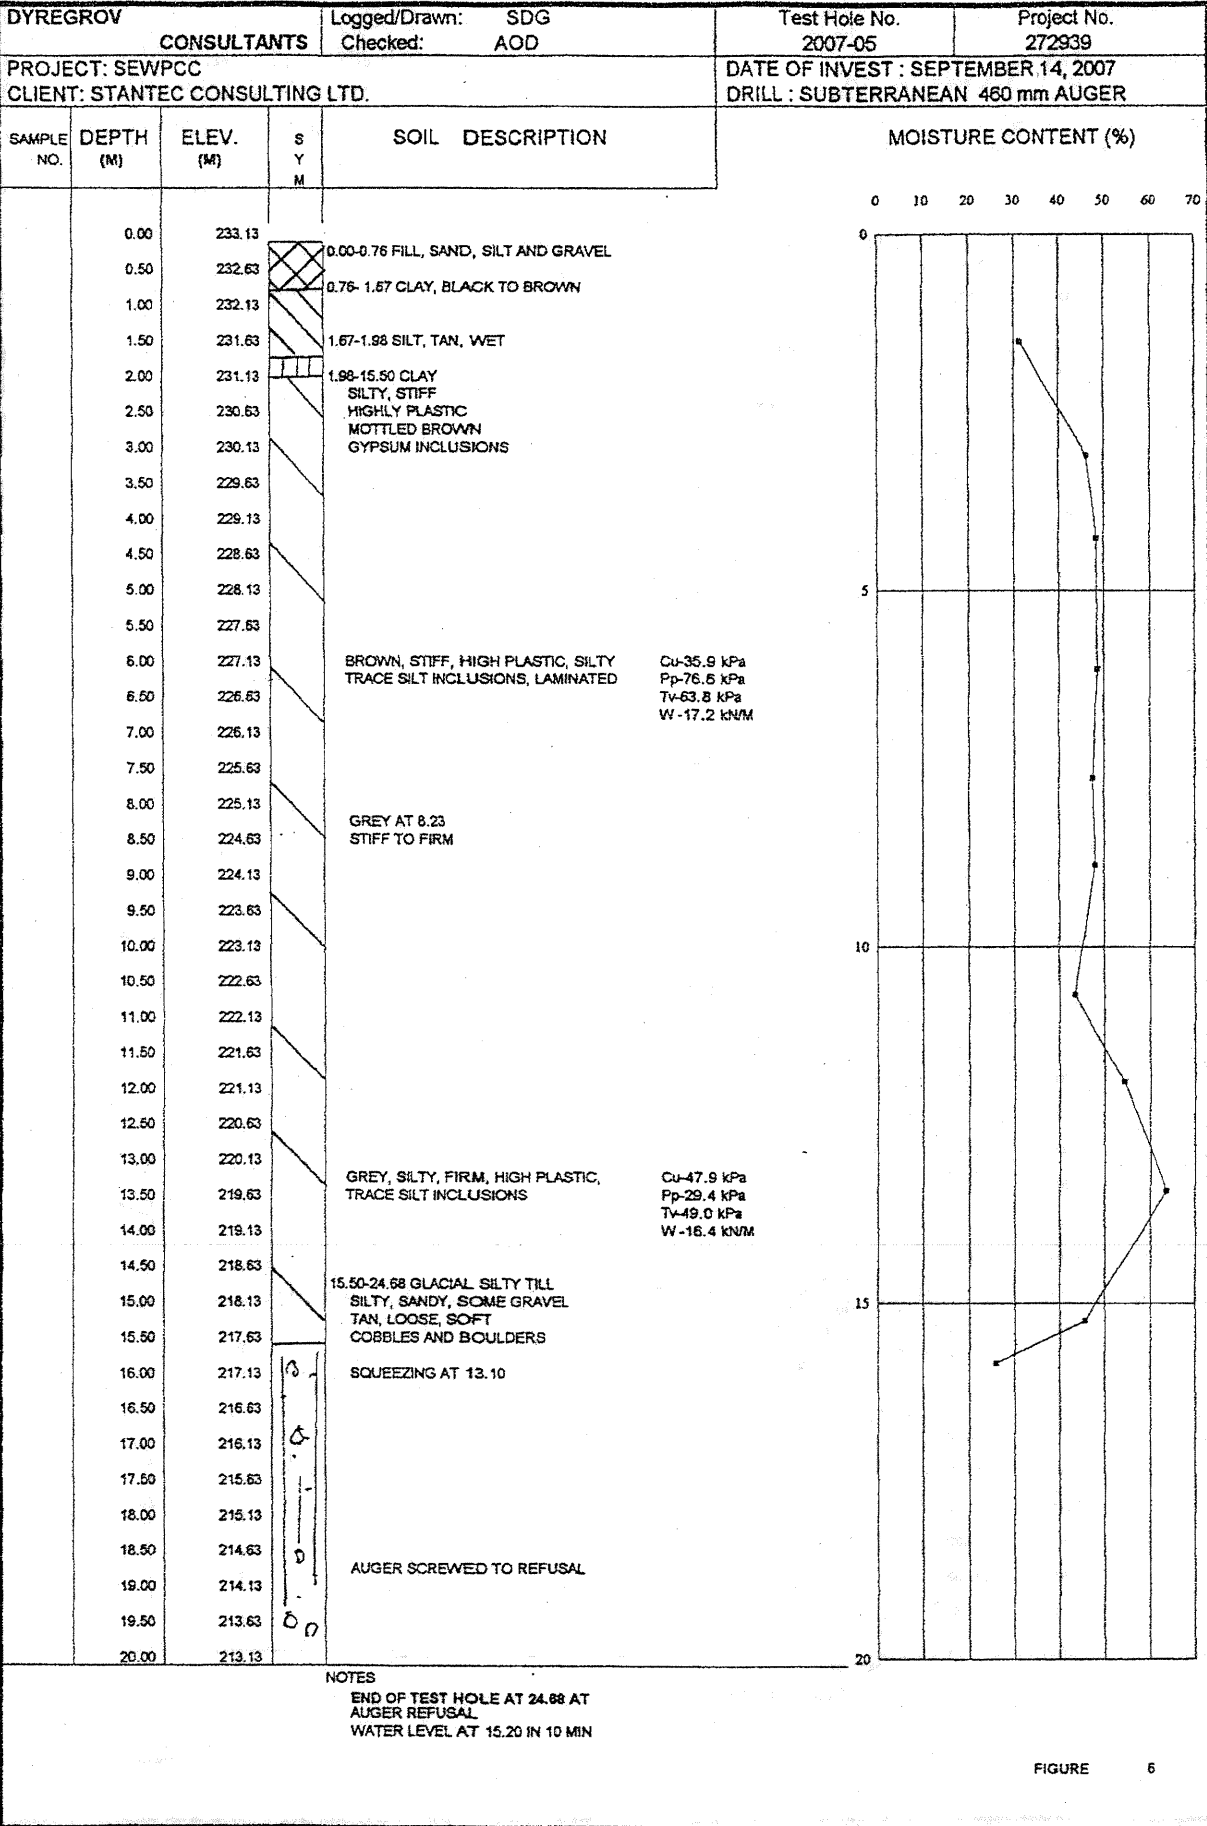 DYREGROV
CONSULTANTS
Logged/Drawn: SDG
Checked: AOD
Test Hole No.
2007-05
Project No.
272939
PROJECT: SEWPCC
CLIENT: STANTEC CONSULTING LTD.
DATE OF INVEST : SEPTEMBER,14, 2007
DRILL : SUBTERRANEAN 460 mm AUGER
SAMPLE NO.
DEPTH (M)
ELEV. (M)
SYM
SOIL DESCRIPTION
MOISTURE CONTENT (%)
0 10 20 30 40 50 60 70
0.00 233.13 0
0.00-0.76 FILL, SAND, SILT AND GRAVEL
0.50 232.63
0.76- 1.67 CLAY, BLACK TO BROWN
1.00 232.13
1.50 231.63 1.67-1.98 SILT, TAN, WET
2.00 231.13 1.98-15.50 CLAY
SILTY, STIFF
2.50 230.63 HIGHLY PLASTIC
MOTTLED BROWN
3.00 230.13 GYPSUM INCLUSIONS
3.50 229.63
4.00 229.13
4.50 228.63
5.00 228.13 5
5.50 227.63
6.00 227.13 BROWN, STIFF, HIGH PLASTIC, SILTY Cu-35.9 kPa
TRACE SILT INCLUSIONS, LAMINATED Pp-76.6 kPa
6.50 226.63 Tv-63.8 kPa
W -17.2 kN/M
7.00 226.13
7.50 225.63
8.00 225.13
GREY AT 8.23
8.50 224.63 STIFF TO FIRM
9.00 224.13
9.50 223.63
10.00 223.13 10
10.50 222.63
11.00 222.13
11.50 221.63
12.00 221.13
12.50 220.63
13.00 220.13
GREY, SILTY, FIRM, HIGH PLASTIC, Cu-47.9 kPa
13.50 219.63 TRACE SILT INCLUSIONS Pp-29.4 kPa
Tv-49.0 kPa
14.00 219.13 W -16.4 kN/M
14.50 218.63
15.50-24.68 GLACIAL SILTY TILL
15.00 218.13 SILTY, SANDY, SOME GRAVEL 15
TAN, LOOSE, SOFT
15.50 217.63 COBBLES AND BOULDERS
16.00 217.13 SQUEEZING AT 13.10
16.50 216.63
17.00 216.13
17.50 215.63
18.00 215.13
18.50 214.63
AUGER SCREWED TO REFUSAL
19.00 214.13
19.50 213.63
20.00 213.13 20
NOTES
END OF TEST HOLE AT 24.68 AT
AUGER REFUSAL
WATER LEVEL AT 15.20 IN 10 MIN
FIGURE 6